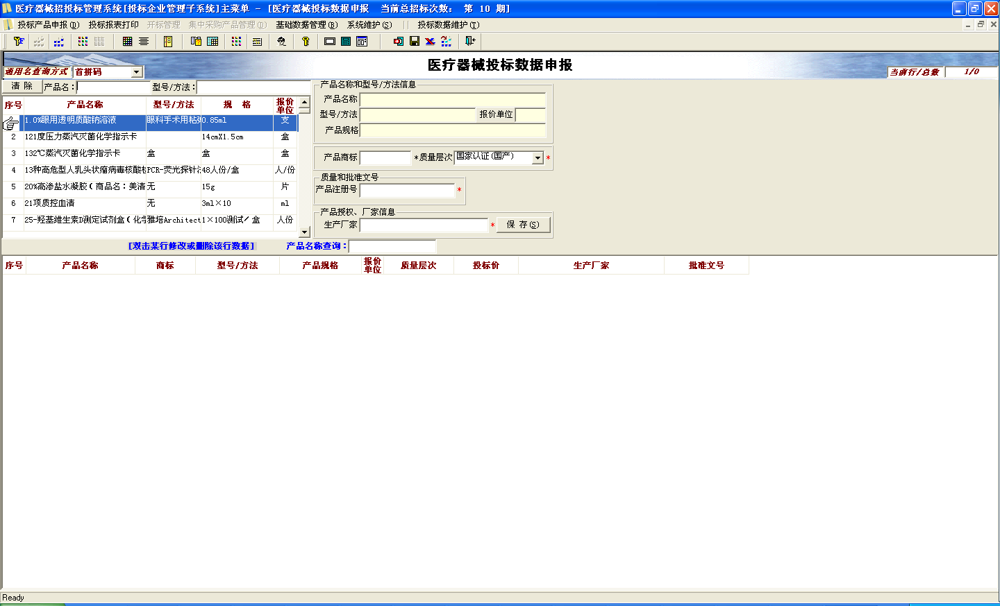 医疗器械招投标管理系统[投标企业管理子系统]主菜单 - [医疗器械投标数据申报 当前总招标次数： 第 10 期]
投标产品申报(D) 投标报表打印 开标管理 集中采购产品管理(D) 基础数据管理(B) 系统维护(S) || 投标数据维护(T)
医疗器械投标数据申报
通用名查询方式 首拼码
当前行/总数 1/0
清 除 产品名： 型号/方法：
序号 产品名称 型号/方法 规 格 报价单位
1.0%眼用透明质酸钠溶液 眼科手术用粘弹 0.85ml 支
2 121度压力蒸汽灭菌化学指示卡 14cmX1.5cm 盒
3 132℃蒸汽灭菌化学指示卡 盒 盒 盒
4 13种高危型人乳头状瘤病毒核酸检 PCR-荧光探针法 48人份/盒 人/份
5 20%高渗盐水凝胶（商品名：美清 无 15g 片
6 21项质控血清 无 3ml×10 ml
7 25-羟基维生素D测定试剂盒（化学 雅培Architect 1×100测试/盒 人份
产品名称和型号/方法信息
产品名称
型号/方法 报价单位
产品规格
产品商标 *质量层次 国家认证(国产) *
质量和批准文号
产品注册号 *
产品授权、厂家信息
生产厂家 * 保 存(S)
[双击某行修改或删除该行数据] 产品名称查询：
序号 产品名称 商标 型号/方法 产品规格 报价单位 质量层次 投标价 生产厂家 批准文号
Ready